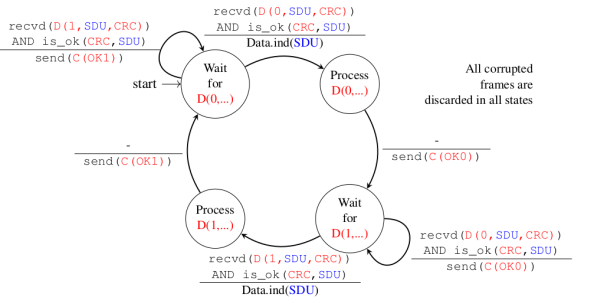 recvd(D(1,SDU,CRC))
AND is_ok(CRC,SDU)
send(C(OK1))
recvd(D(0,SDU,CRC))
AND is_ok(CRC,SDU)
Data.ind(SDU)
start
Wait
for
D(0,...)
Process
D(0,...)
All corrupted
frames are
discarded in all states
-
send(C(OK1))
-
send(C(OK0))
Process
D(1,...)
Wait
for
D(1,...)
recvd(D(0,SDU,CRC))
AND is_ok(CRC,SDU)
send(C(OK0))
recvd(D(1,SDU,CRC))
AND is_ok(CRC,SDU)
Data.ind(SDU)